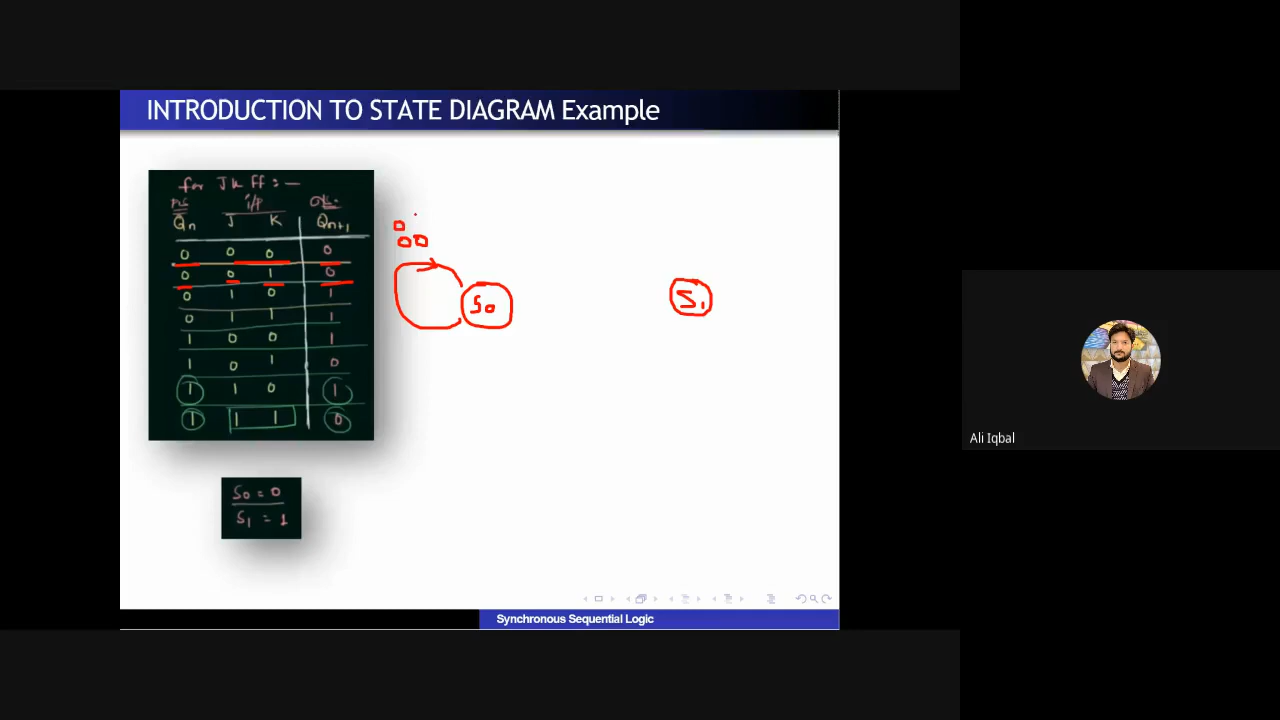 INTRODUCTION TO STATE DIAGRAM Example
for JK FF :—
i/p
Qn J K Qn+1
0 0 0 0
0 0 1 0
0 1 0 1
0 1 1 1
1 0 0 1
1 0 1 0
1 1 0 1
1 1 1 0
0
00
S0
S1
S0 = 0
S1 = 1
Ali Iqbal
Synchronous Sequential Logic